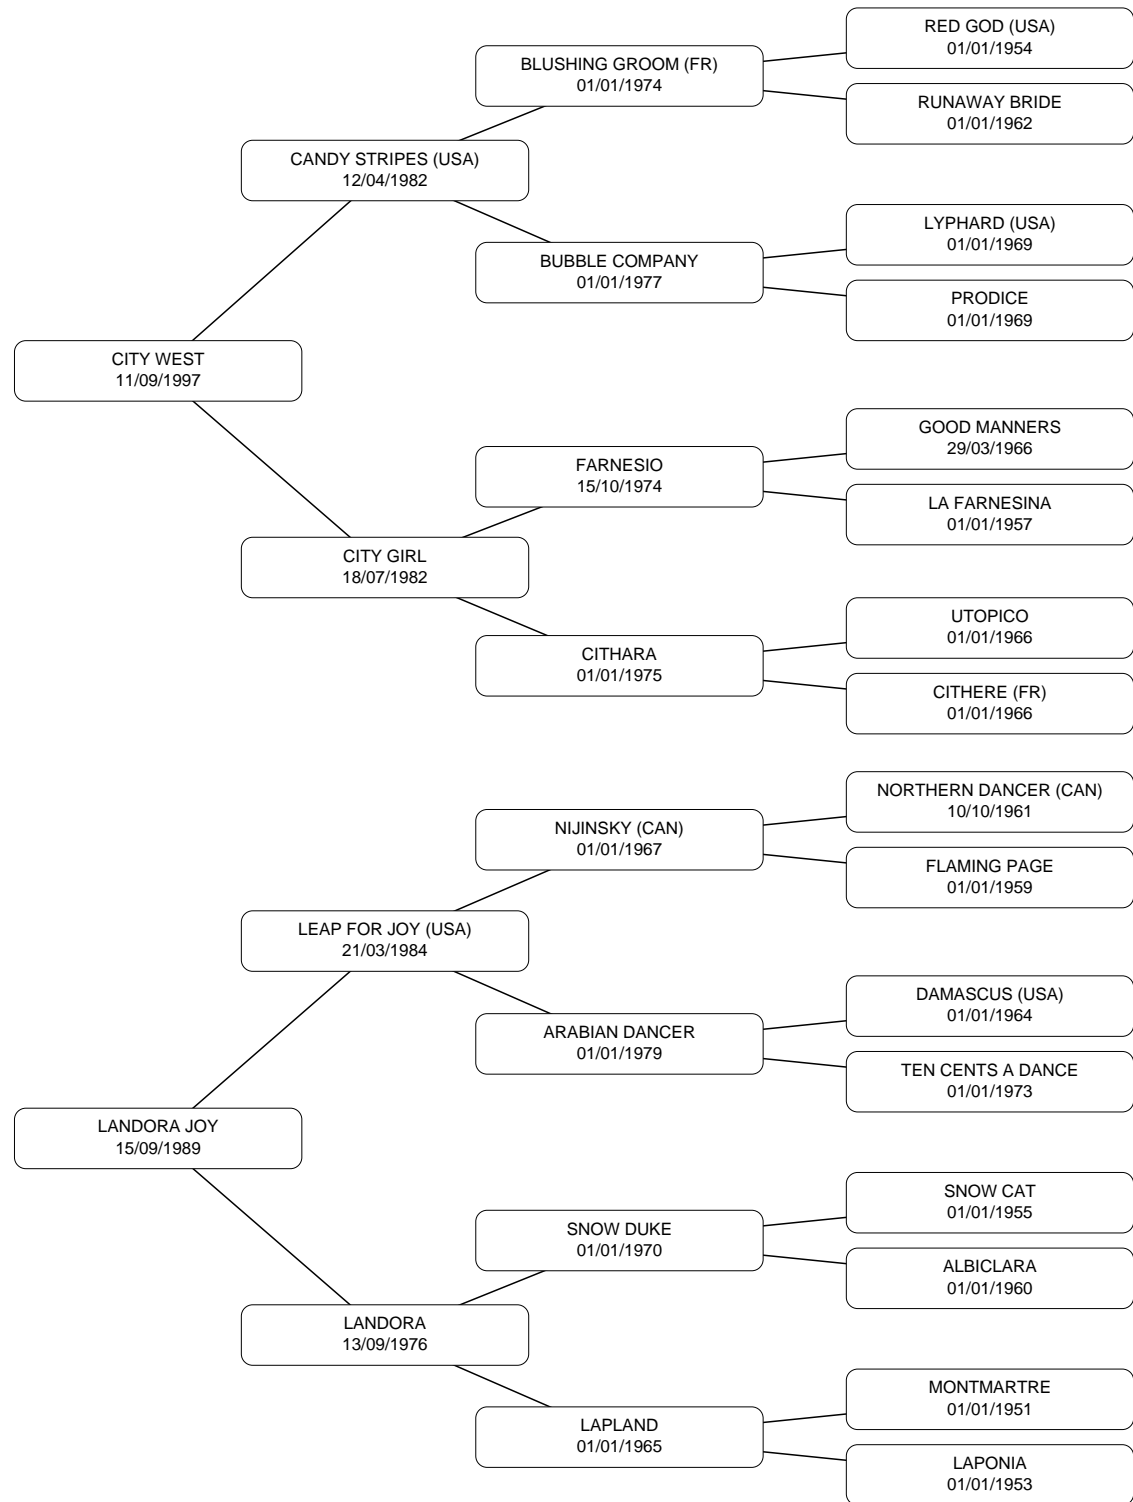 RED GOD (USA)
01/01/1954
BLUSHING GROOM (FR)
01/01/1974
RUNAWAY BRIDE
01/01/1962
CANDY STRIPES (USA)
12/04/1982
LYPHARD (USA)
01/01/1969
BUBBLE COMPANY
01/01/1977
PRODICE
01/01/1969
CITY WEST
11/09/1997
GOOD MANNERS
29/03/1966
FARNESIO
15/10/1974
LA FARNESINA
01/01/1957
CITY GIRL
18/07/1982
UTOPICO
01/01/1966
CITHARA
01/01/1975
CITHERE (FR)
01/01/1966
NORTHERN DANCER (CAN)
10/10/1961
NIJINSKY (CAN)
01/01/1967
FLAMING PAGE
01/01/1959
LEAP FOR JOY (USA)
21/03/1984
DAMASCUS (USA)
01/01/1964
ARABIAN DANCER
01/01/1979
TEN CENTS A DANCE
01/01/1973
LANDORA JOY
15/09/1989
SNOW CAT
01/01/1955
SNOW DUKE
01/01/1970
ALBICLARA
01/01/1960
LANDORA
13/09/1976
MONTMARTRE
01/01/1951
LAPLAND
01/01/1965
LAPONIA
01/01/1953